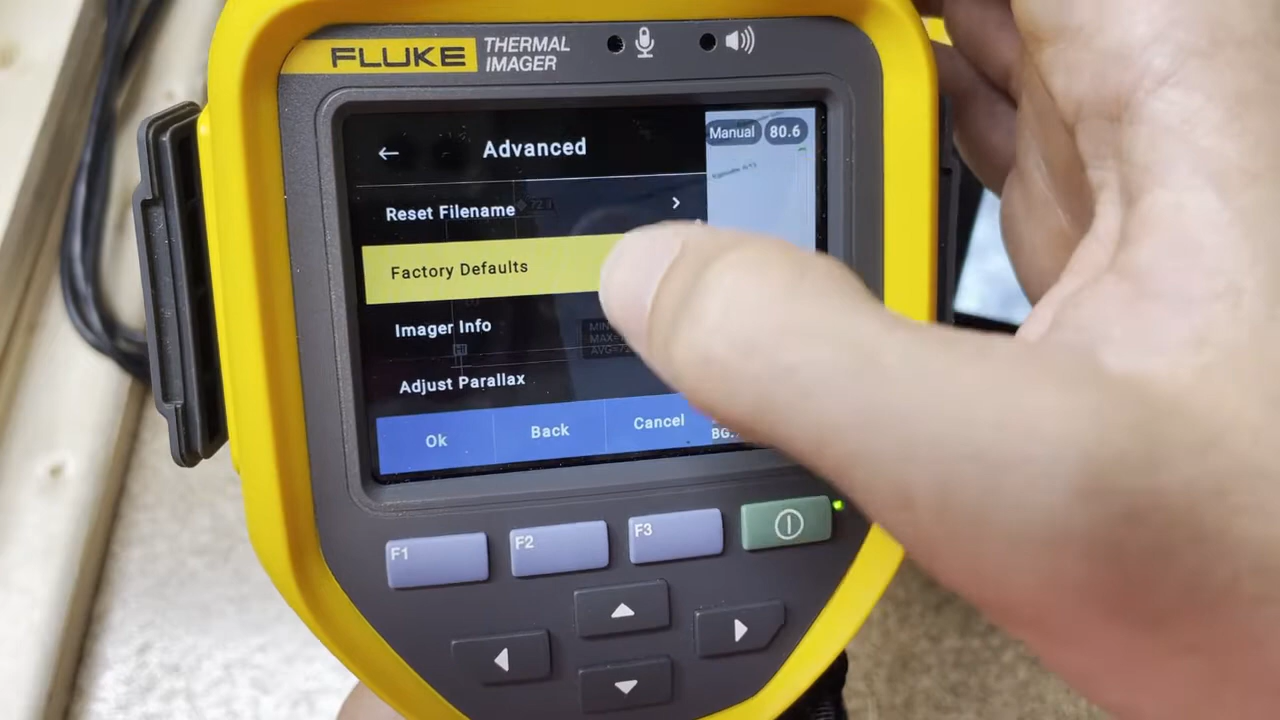 FLUKE
THERMAL
IMAGER
Advanced
Manual
80.6
Reset Filename
Factory Defaults
Imager Info
Adjust Parallax
Ok
Back
Cancel
F1
F2
F3